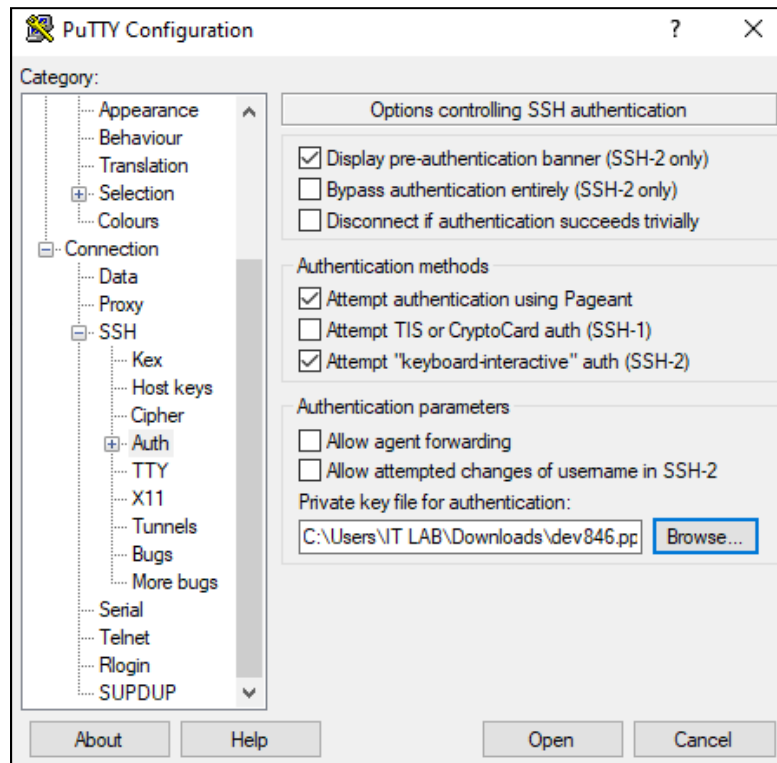 PuTTY Configuration
?
Category:
Appearance
Behaviour
Translation
Selection
Colours
Connection
Data
Proxy
SSH
Kex
Host keys
Cipher
Auth
TTY
X11
Tunnels
Bugs
More bugs
Serial
Telnet
Rlogin
SUPDUP
Options controlling SSH authentication
Display pre-authentication banner (SSH-2 only)
Bypass authentication entirely (SSH-2 only)
Disconnect if authentication succeeds trivially
Authentication methods
Attempt authentication using Pageant
Attempt TIS or CryptoCard auth (SSH-1)
Attempt "keyboard-interactive" auth (SSH-2)
Authentication parameters
Allow agent forwarding
Allow attempted changes of username in SSH-2
Private key file for authentication:
C:\Users\IT LAB\Downloads\dev846.pp
Browse...
About
Help
Open
Cancel